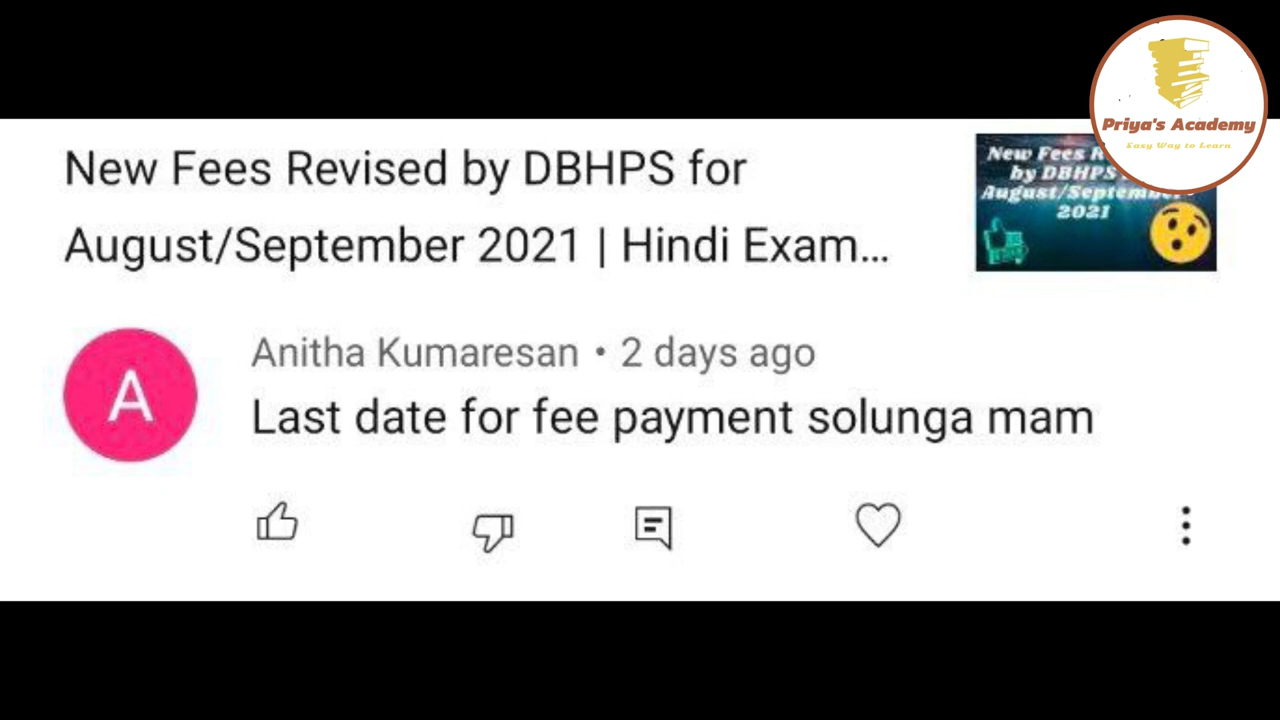 Priya's Academy
Easy Way to Learn
New Fees Revised by DBHPS for
August/September 2021 | Hindi Exam...
New Fees R
by DBHPS
August/Septembe
2021
A
Anitha Kumaresan • 2 days ago
Last date for fee payment solunga mam